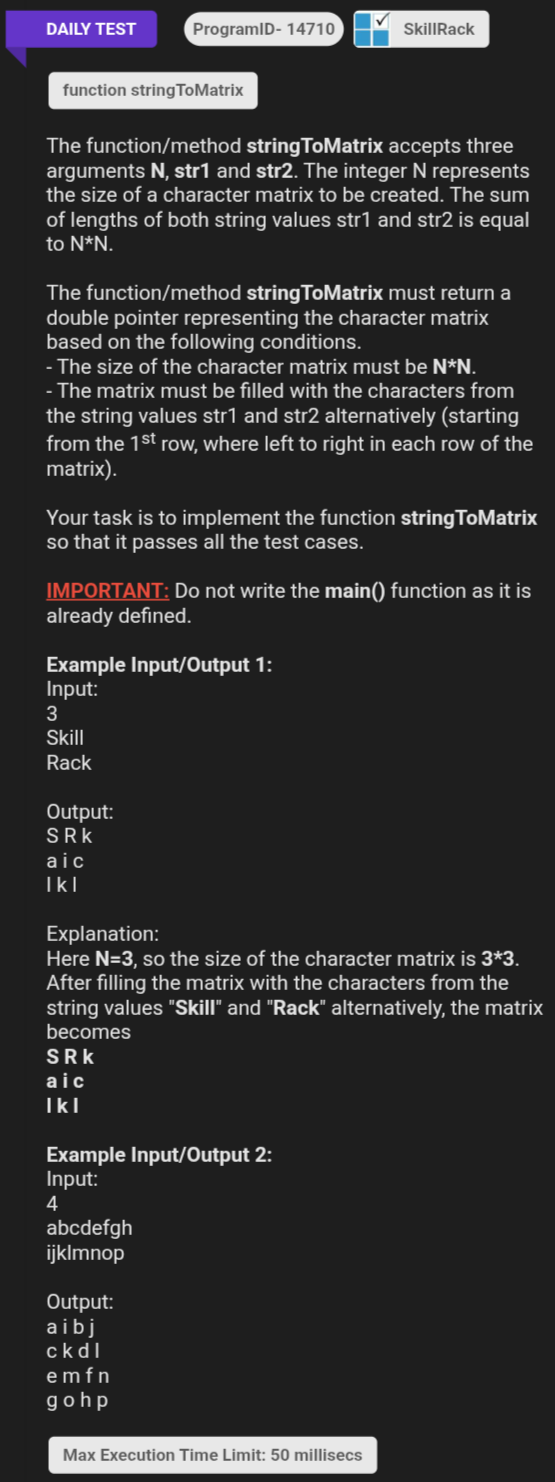 DAILY TEST
ProgramID- 14710
SkillRack
function stringToMatrix
The function/method stringToMatrix accepts three
arguments N, str1 and str2. The integer N represents
the size of a character matrix to be created. The sum
of lengths of both string values str1 and str2 is equal
to N*N.
The function/method stringToMatrix must return a
double pointer representing the character matrix
based on the following conditions.
- The size of the character matrix must be N*N.
- The matrix must be filled with the characters from
the string values str1 and str2 alternatively (starting
from the 1st row, where left to right in each row of the
matrix).
Your task is to implement the function stringToMatrix
so that it passes all the test cases.
IMPORTANT: Do not write the main() function as it is
already defined.
Example Input/Output 1:
Input:
3
Skill
Rack
Output:
S R k
a i c
l k l
Explanation:
Here N=3, so the size of the character matrix is 3*3.
After filling the matrix with the characters from the
string values "Skill" and "Rack" alternatively, the matrix
becomes
S R k
a i c
l k l
Example Input/Output 2:
Input:
4
abcdefgh
ijklmnop
Output:
a i b j
c k d l
e m f n
g o h p
Max Execution Time Limit: 50 millisecs